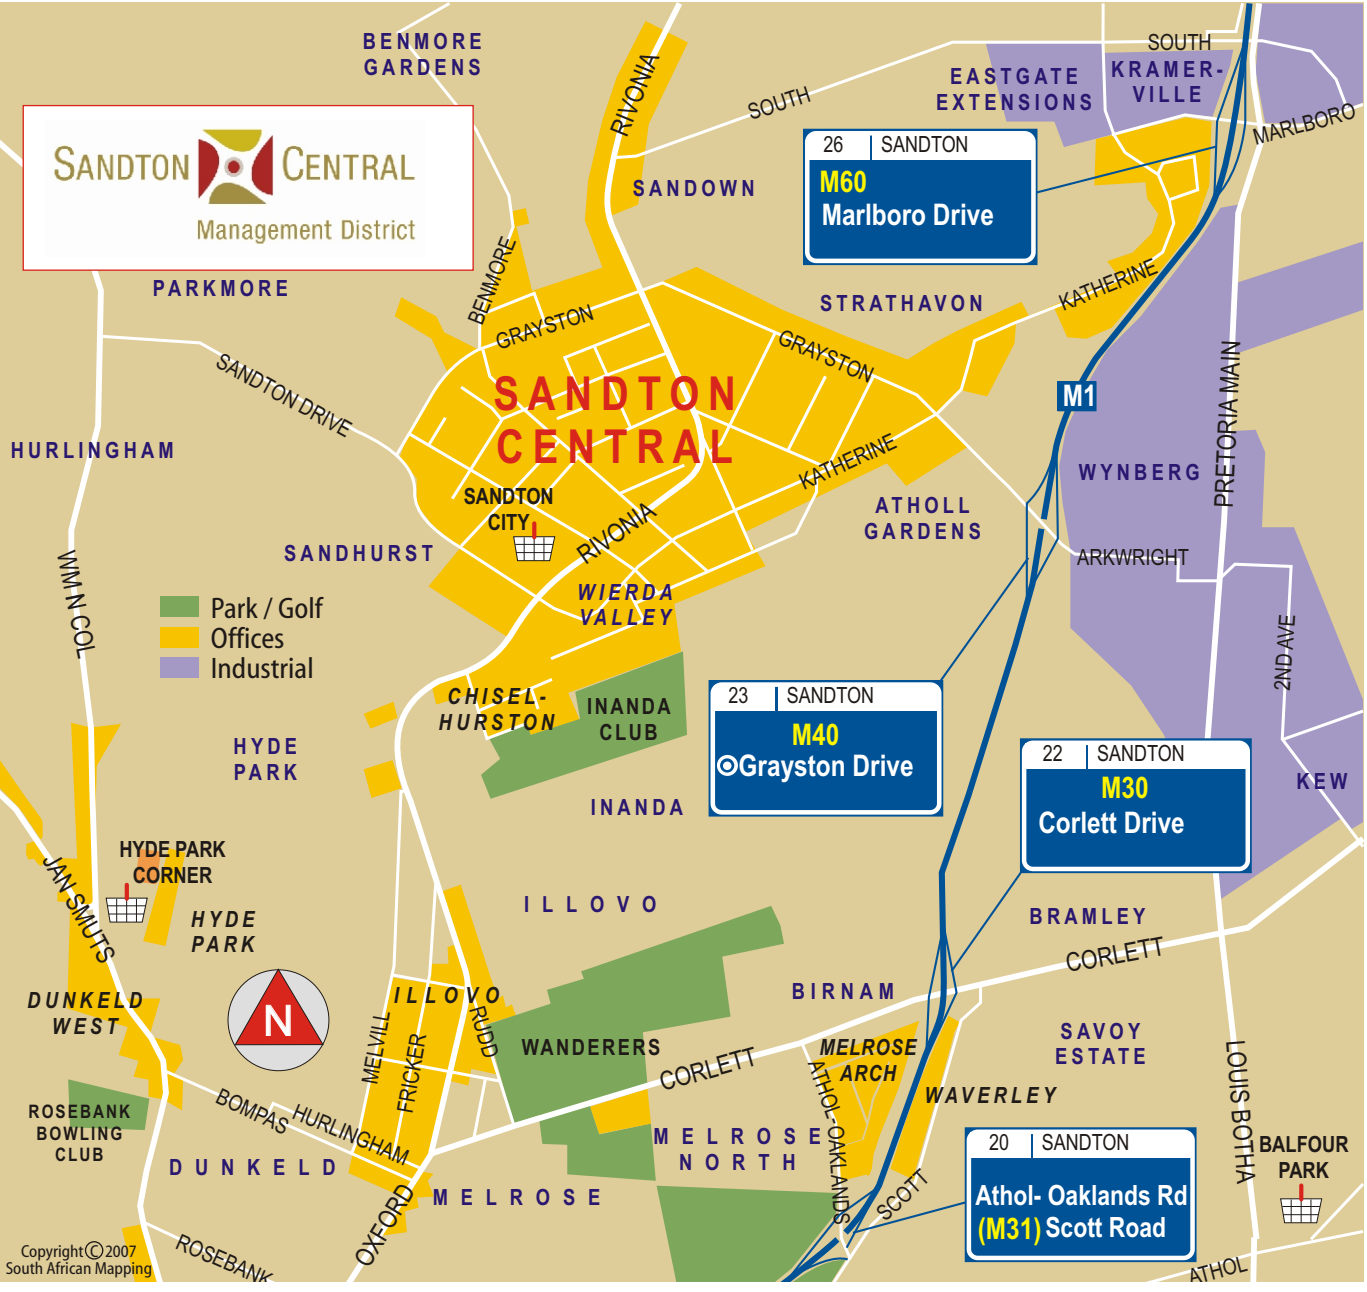 BENMORE
GARDENS
RIVONIA
SOUTH
SOUTH
EASTGATE
EXTENSIONS
KRAMER-
VILLE
MARLBORO
SANDTON CENTRAL
Management District
26 SANDTON
M60
Marlboro Drive
SANDOWN
PARKMORE
BENMORE
GRAYSTON
STRATHAVON
KATHERINE
GRAYSTON
SANDTON DRIVE
SANDTON
CENTRAL
M1
PRETORIA MAIN
HURLINGHAM
KATHERINE
WYNBERG
SANDTON
CITY
ATHOLL
GARDENS
RIVONIA
SANDHURST
ARKWRIGHT
WM N COL
WIERDA
VALLEY
Park / Golf
Offices
Industrial
2ND AVE
CHISEL-
HURSTON
INANDA
CLUB
23 SANDTON
M40
Grayston Drive
HYDE
PARK
22 SANDTON
M30
Corlett Drive
KEW
INANDA
HYDE PARK
CORNER
JAN SMUTS
HYDE
PARK
ILLOVO
BRAMLEY
CORLETT
DUNKELD
WEST
N
ILLOVO
RUDD
BIRNAM
MELVILL
FRICKER
WANDERERS
CORLETT
MELROSE
ARCH
SAVOY
ESTATE
WAVERLEY
ATHOL-OAKLANDS
LOUIS BOTHA
ROSEBANK
BOWLING
CLUB
BOMPAS
HURLINGHAM
DUNKELD
MELROSE
NORTH
MELROSE
OXFORD
SCOTT
20 SANDTON
Athol- Oaklands Rd
(M31) Scott Road
BALFOUR
PARK
ROSEBANK
ATHOL
Copyright©2007
South African Mapping